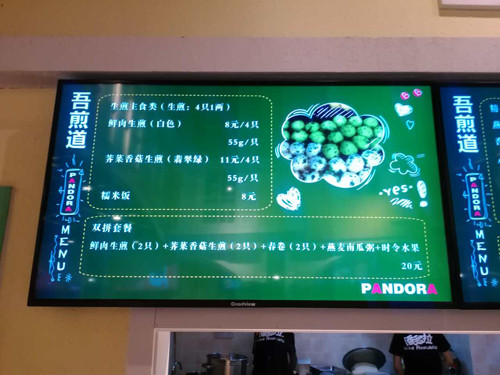 吾煎道
PANDORA
MENU
生煎主食类（生煎：4只1两）
鲜肉生煎（白色） 8元/4只
55g/只
荠菜香菇生煎（翡翠绿） 11元/4只
55g/只
糯米饭 8元
双拼套餐
鲜肉生煎（2只）+荠菜香菇生煎（2只）+春卷（2只）+燕麦南瓜粥+时令水果
20元
yes
PANDORA
吾煎道
PANDORA
MENU